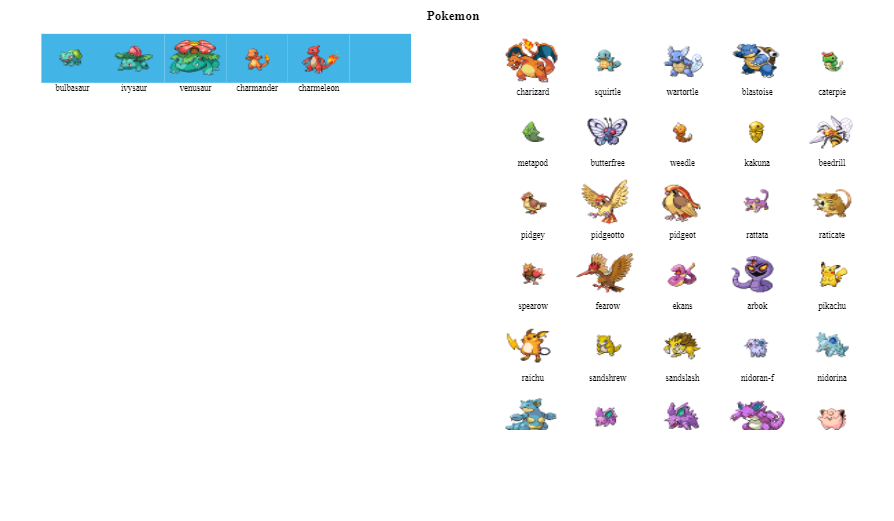 Pokemon
bulbasaur ivysaur venusaur charmander charmeleon
charizard squirtle wartortle blastoise caterpie
metapod butterfree weedle kakuna beedrill
pidgey pidgeotto pidgeot rattata raticate
spearow fearow ekans arbok pikachu
raichu sandshrew sandslash nidoran-f nidorina